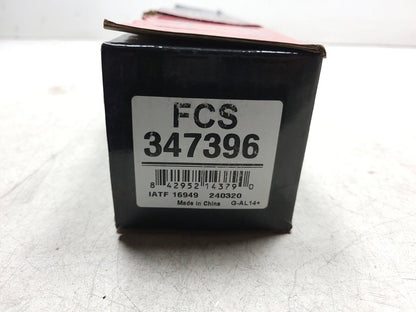 FCS
347396
8 42952 14379 0
IATF 16949 240320
Made in China G-AL14+